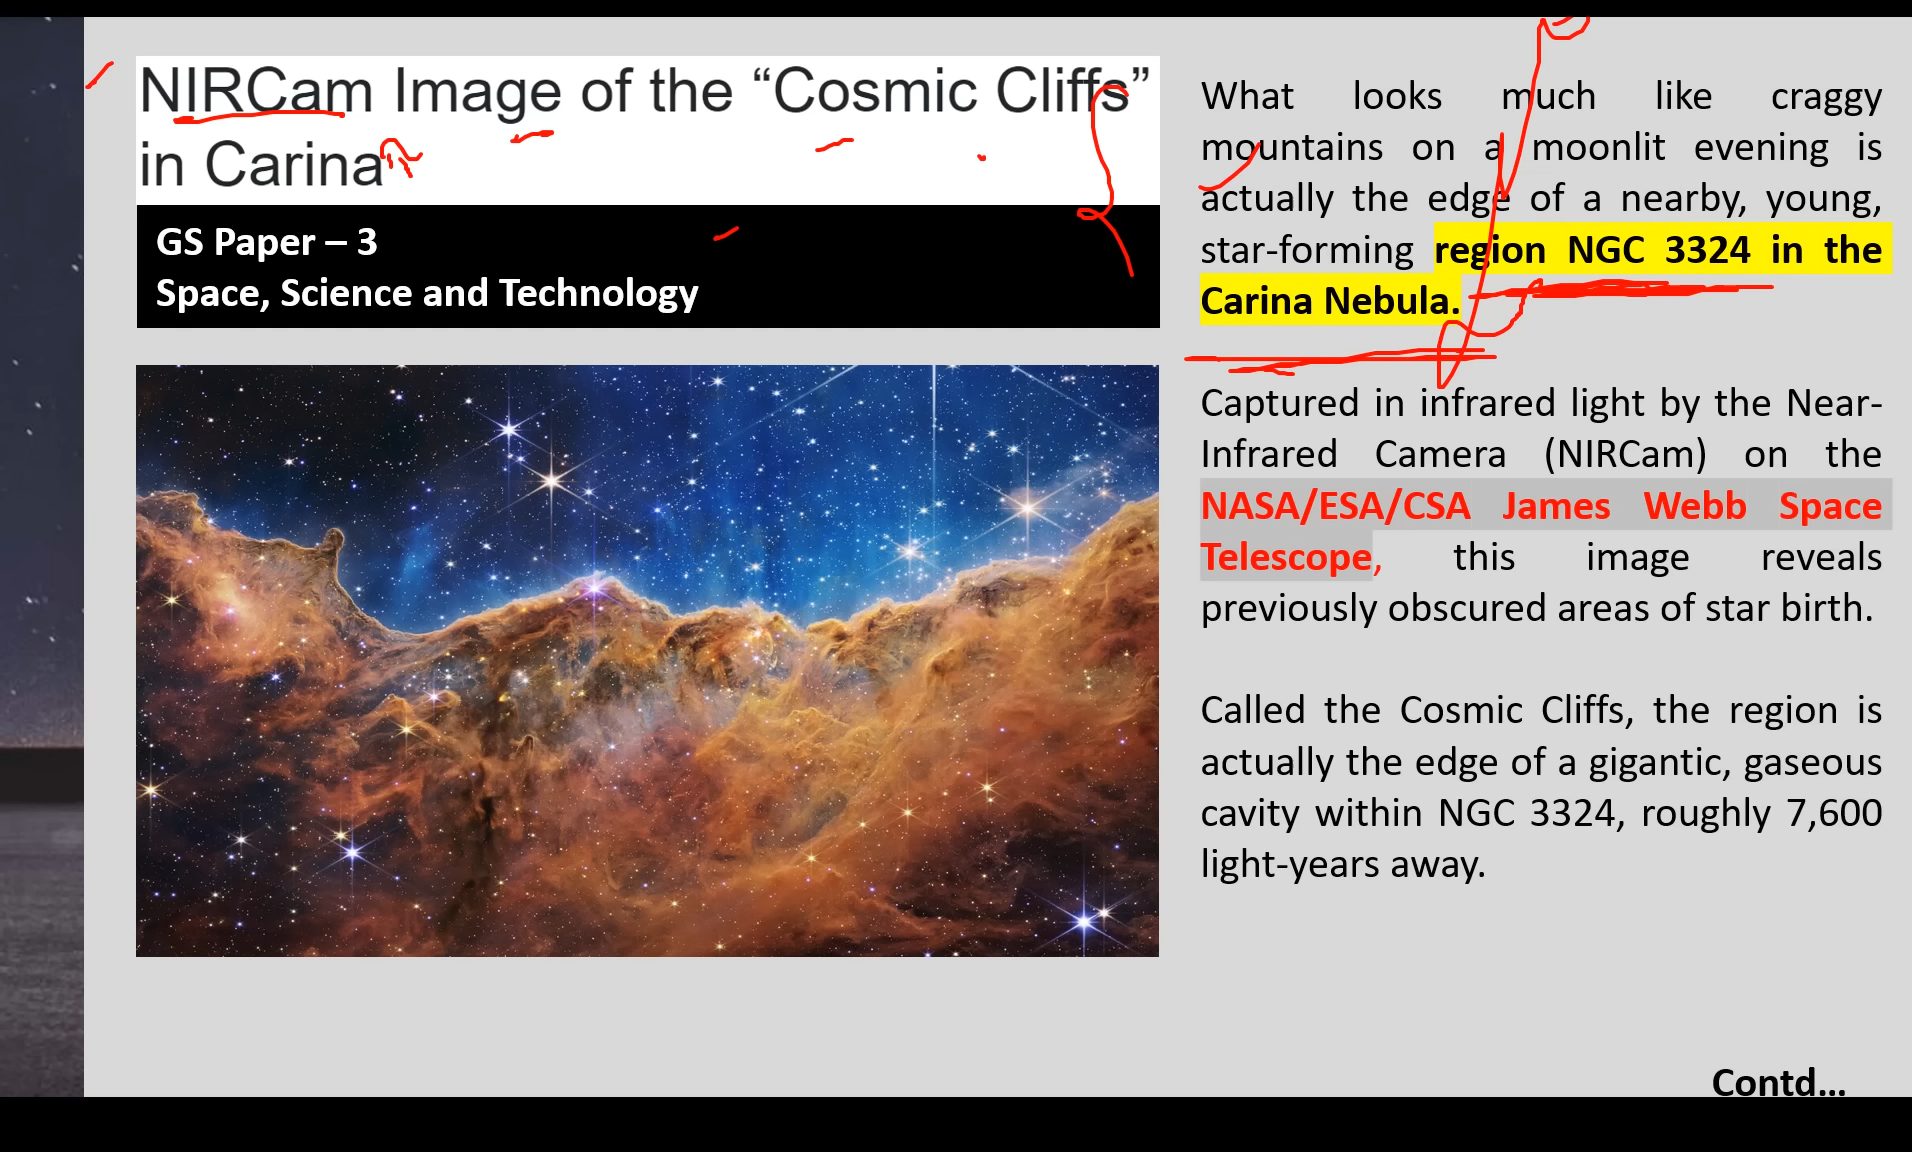 NIRCam Image of the “Cosmic Cliffs”
in Carina
GS Paper – 3
Space, Science and Technology
What looks much like craggy
mountains on a moonlit evening is
actually the edge of a nearby, young,
star-forming region NGC 3324 in the
Carina Nebula.
Captured in infrared light by the Near-
Infrared Camera (NIRCam) on the
NASA/ESA/CSA James Webb Space
Telescope, this image reveals
previously obscured areas of star birth.
Called the Cosmic Cliffs, the region is
actually the edge of a gigantic, gaseous
cavity within NGC 3324, roughly 7,600
light-years away.
Contd...